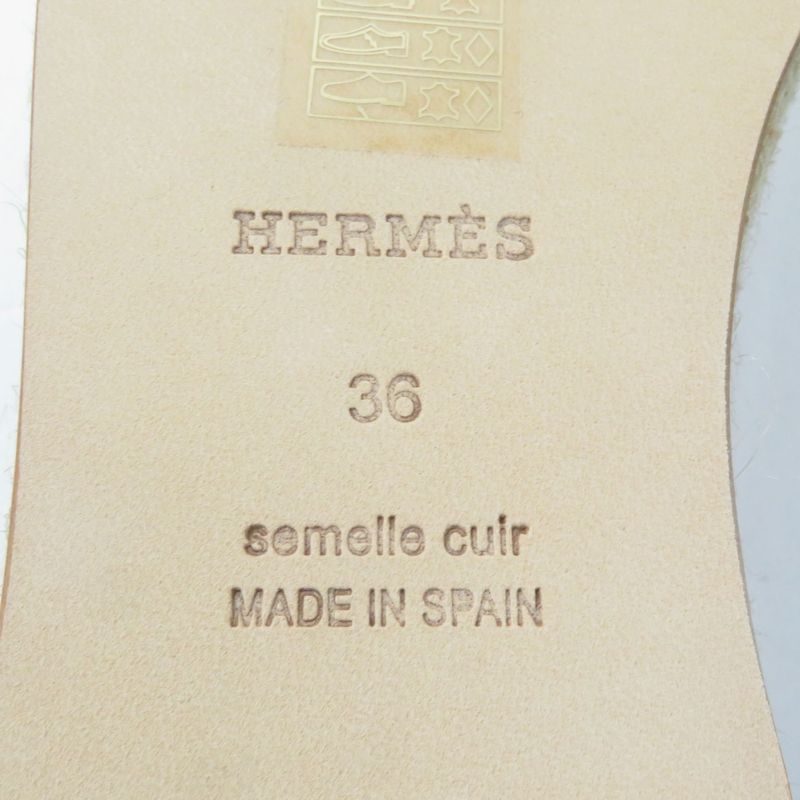 HERMÈS
36
semelle cuir
MADE IN SPAIN